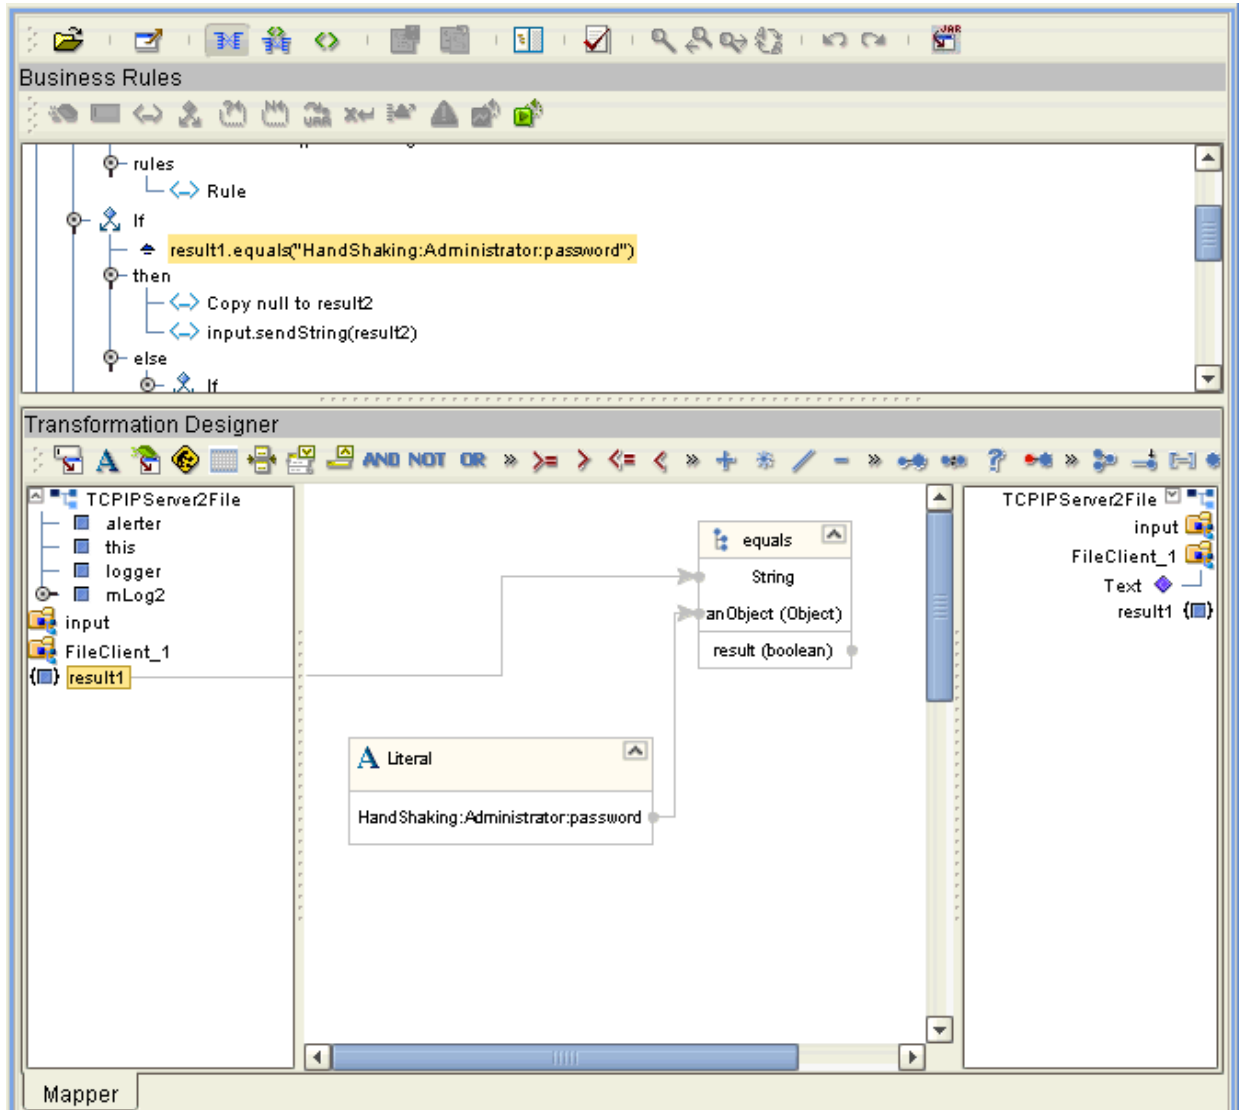 JAR
Business Rules
rules
Rule
If
result1.equals("HandShaking:Administrator:password")
then
Copy null to result2
input.sendString(result2)
else
If
Transformation Designer
A AND NOT OR » >= > <= < » + * / - » ? »
TCPIPServer2File
alerter
this
logger
mLog2
input
FileClient_1
{} result1
equals
String
anObject (Object)
result (boolean)
A Literal
HandShaking:Administrator:password
TCPIPServer2File
input
FileClient_1
Text
result1 {}
Mapper